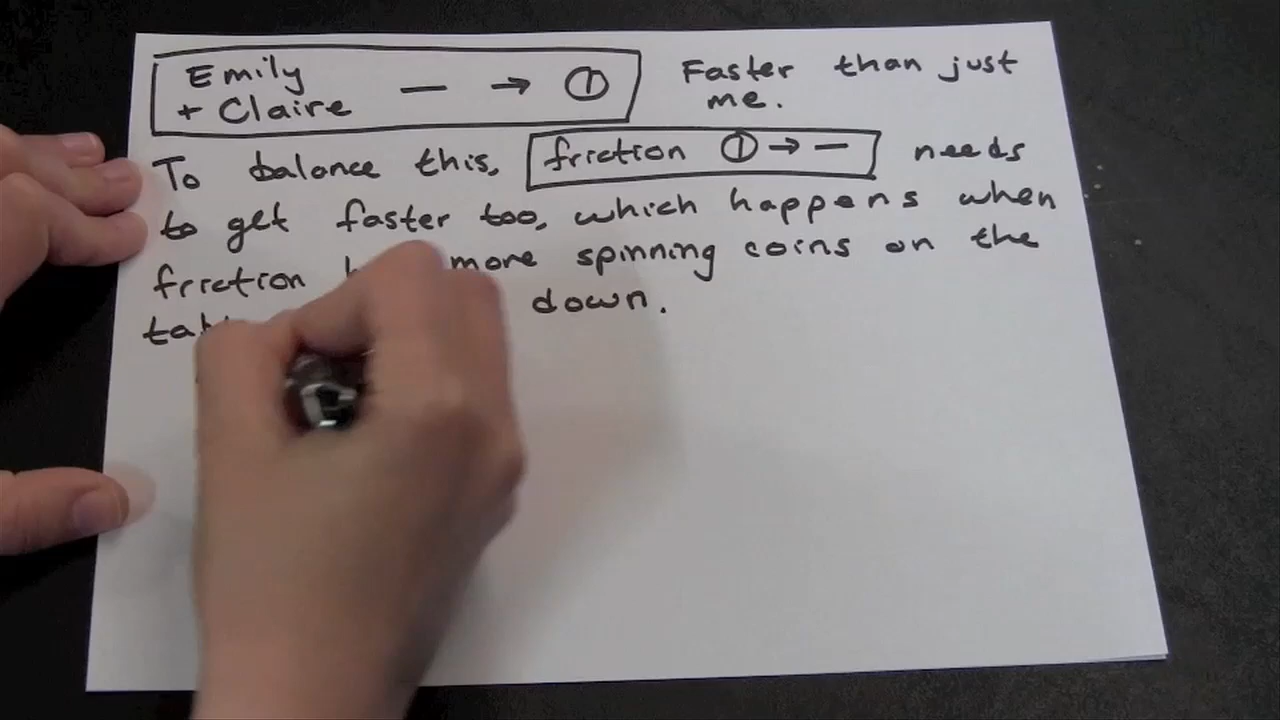 Emily — → ① Faster than just
+ Claire me.
To balance this, friction ① → — needs
to get faster too, which happens when
friction more spinning coins on the
down.